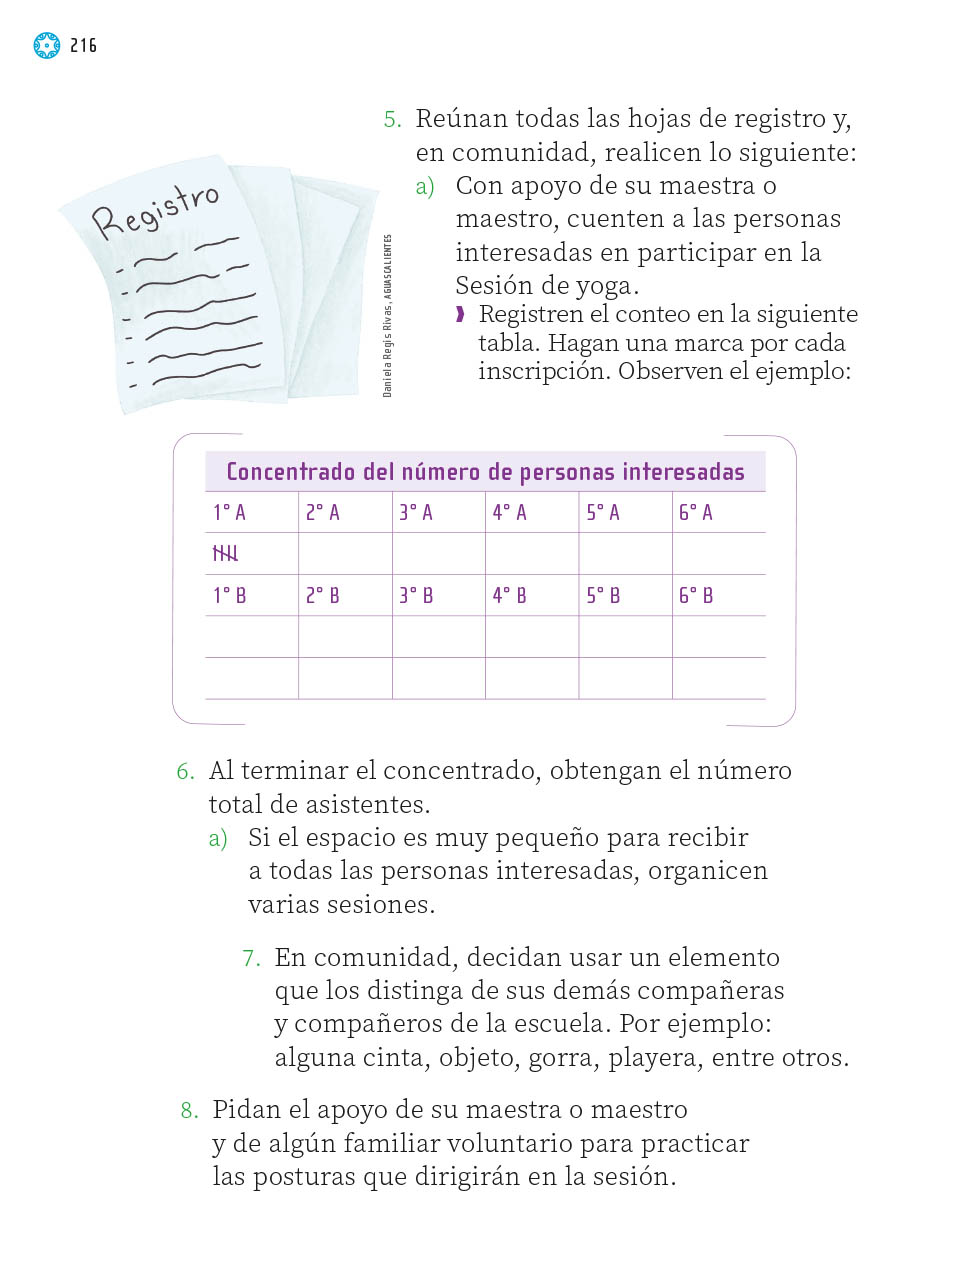 216
5. Reúnan todas las hojas de registro y,
en comunidad, realicen lo siguiente:
a) Con apoyo de su maestra o
maestro, cuenten a las personas
interesadas en participar en la
Sesión de yoga.
Registren el conteo en la siguiente
tabla. Hagan una marca por cada
inscripción. Observen el ejemplo:
Registro
Daniela Regis Rivas, AGUASCALIENTES
Concentrado del número de personas interesadas
1° A 2° A 3° A 4° A 5° A 6° A
1° B 2° B 3° B 4° B 5° B 6° B
6. Al terminar el concentrado, obtengan el número
total de asistentes.
a) Si el espacio es muy pequeño para recibir
a todas las personas interesadas, organicen
varias sesiones.
7. En comunidad, decidan usar un elemento
que los distinga de sus demás compañeras
y compañeros de la escuela. Por ejemplo:
alguna cinta, objeto, gorra, playera, entre otros.
8. Pidan el apoyo de su maestra o maestro
y de algún familiar voluntario para practicar
las posturas que dirigirán en la sesión.